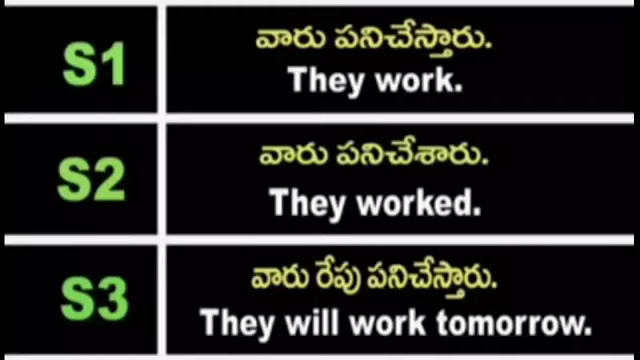 S1
వారు పనిచేస్తారు.
They work.
S2
వారు పనిచేశారు.
They worked.
S3
వారు రేపు పనిచేస్తారు.
They will work tomorrow.